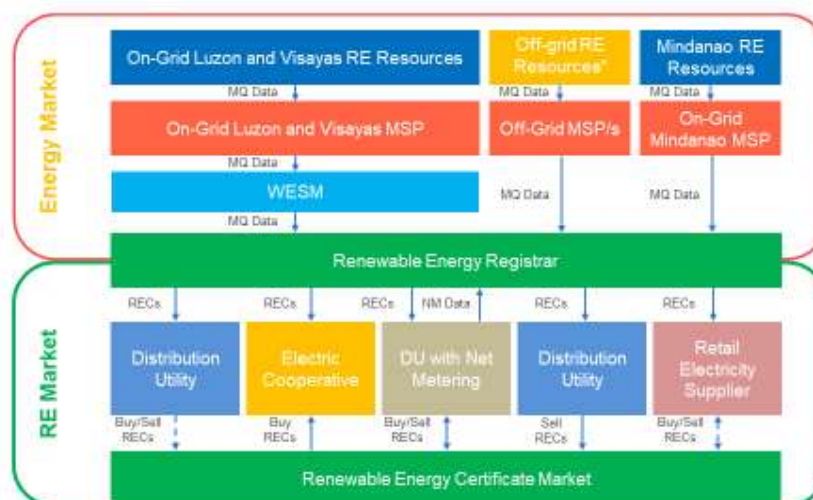 Energy Market
On-Grid Luzon and Visayas RE Resources
Off-grid RE
Resources*
Mindanao RE
Resources
MQ Data
MQ Data
MQ Data
On-Grid Luzon and Visayas MSP
Off-Grid MSP/s
On-Grid
Mindanao MSP
MQ Data
WESM
MQ Data
MQ Data
MQ Data
Renewable Energy Registrar
RE Market
RECs
RECs
RECs
NM Data
RECs
RECs
Distribution
Utility
Electric
Cooperative
DU with Net
Metering
Distribution
Utility
Retail
Electricity
Supplier
Buy/Sell
RECs
Buy
RECs
Buy/Sell
RECs
Sell
RECs
Buy/Sell
RECs
Renewable Energy Certificate Market